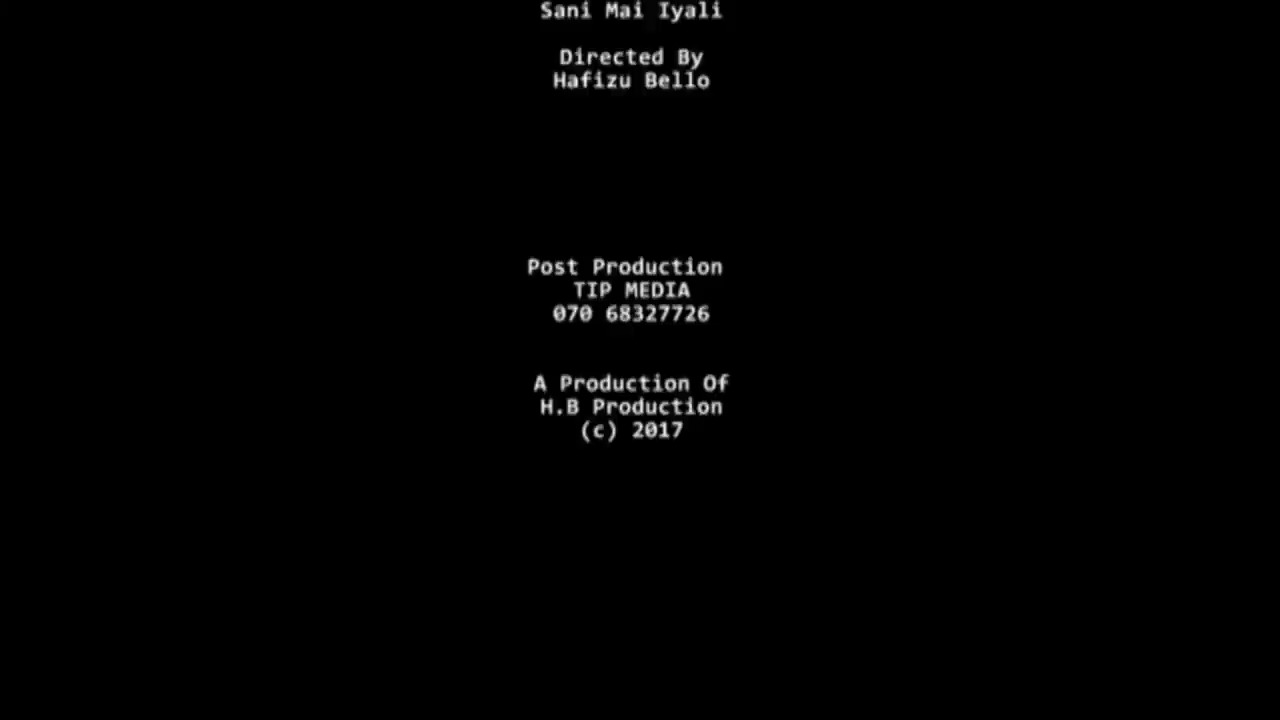 Sani Mai Iyali
Directed By
Hafizu Bello
Post Production
TIP MEDIA
070 68327726
A Production Of
H.B Production
(c) 2017